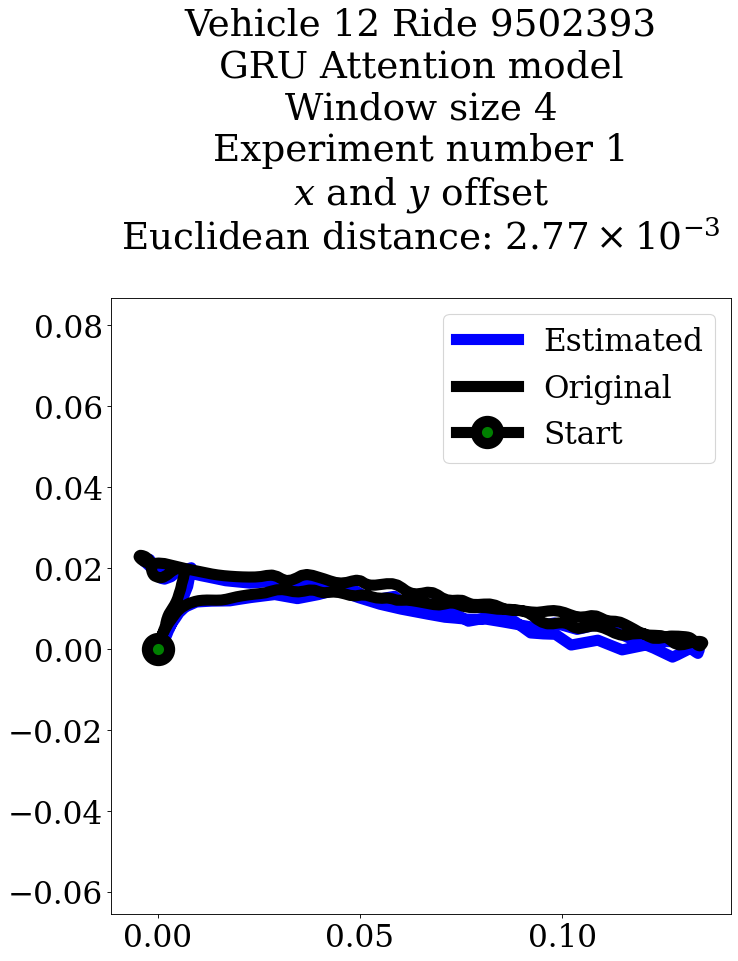 Vehicle 12 Ride 9502393
GRU Attention model
Window size 4
Experiment number 1
x and y offset
Euclidean distance: 2.77 × 10⁻³
Estimated
Original
Start
0.08
0.06
0.04
0.02
0.00
−0.02
−0.04
−0.06
0.00 0.05 0.10